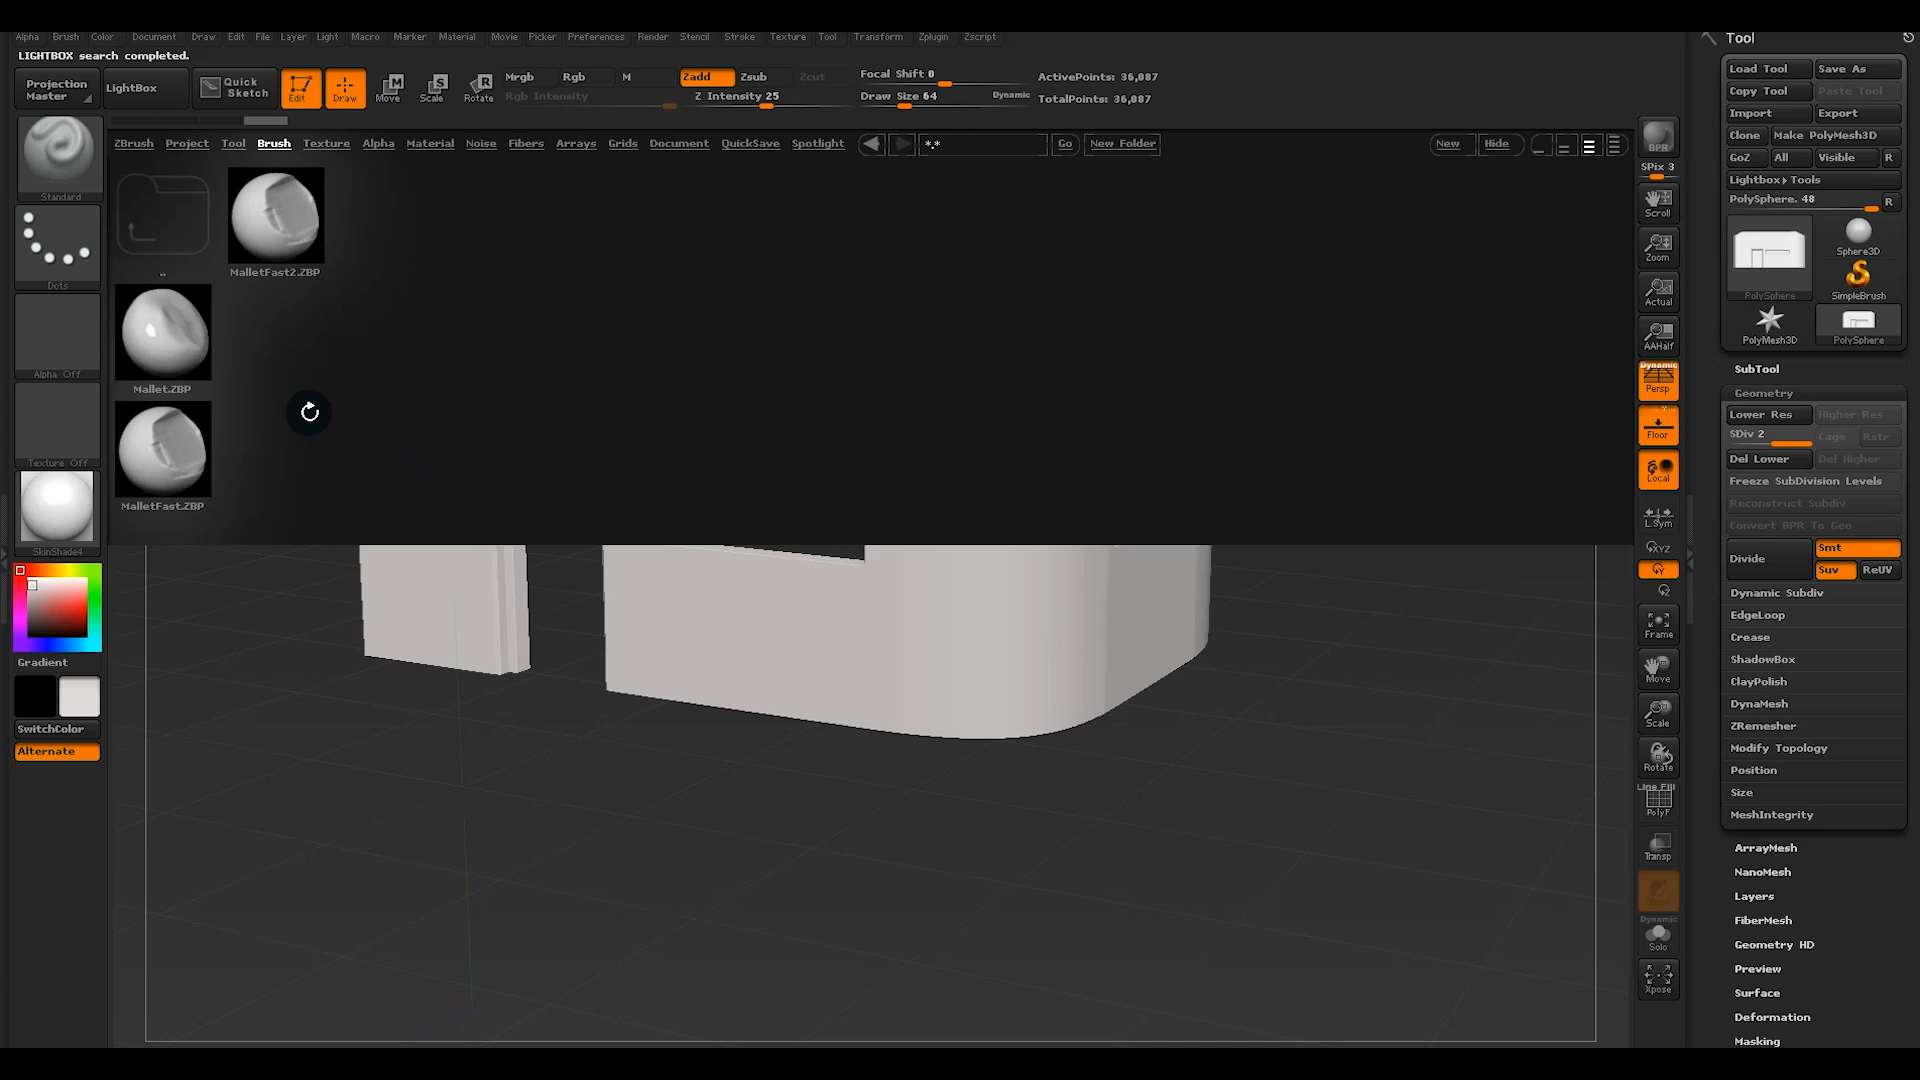 Alpha Brush Color Document Draw Edit File Layer Light Macro Marker Material Movie Picker Preferences Render Stencil Stroke Texture Tool Transform Zplugin Zscript
LIGHTBOX search completed.
Projection Master
LightBox
Quick Sketch
Edit
Draw
Move
Scale
Rotate
Mrgb Rgb M
Rgb Intensity
Zadd Zsub Zcut
Z Intensity 25
Focal Shift 0
Draw Size 64
Dynamic
ActivePoints: 36,087
TotalPoints: 36,087
ZBrush Project Tool Brush Texture Alpha Material Noise Fibers Arrays Grids Document QuickSave Spotlight
*.*
Go
New Folder
New
Hide
Standard
Dots
Alpha Off
Texture Off
SkinShade4
Gradient
SwitchColor
Alternate
..
MalletFast2.ZBP
Mallet.ZBP
MalletFast.ZBP
BPR
SPix 3
Scroll
Zoom
Actual
AAHalf
Dynamic
Persp
Floor
Local
L.Sym
XYZ
Y
Z
Frame
Move
Scale
Rotate
Line Fill
PolyF
Transp
Dynamic
Solo
Xpose
Tool
Load Tool Save As
Copy Tool Paste Tool
Import Export
Clone Make PolyMesh3D
GoZ All Visible R
Lightbox▸Tools
PolySphere. 48 R
PolySphere
Sphere3D
SimpleBrush
PolyMesh3D
PolySphere
SubTool
Geometry
Lower Res Higher Res
SDiv 2 Cage Rstr
Del Lower Del Higher
Freeze SubDivision Levels
Reconstruct Subdiv
Convert BPR To Geo
Divide
Smt
Suv ReUV
Dynamic Subdiv
EdgeLoop
Crease
ShadowBox
ClayPolish
DynaMesh
ZRemesher
Modify Topology
Position
Size
MeshIntegrity
ArrayMesh
NanoMesh
Layers
FiberMesh
Geometry HD
Preview
Surface
Deformation
Masking